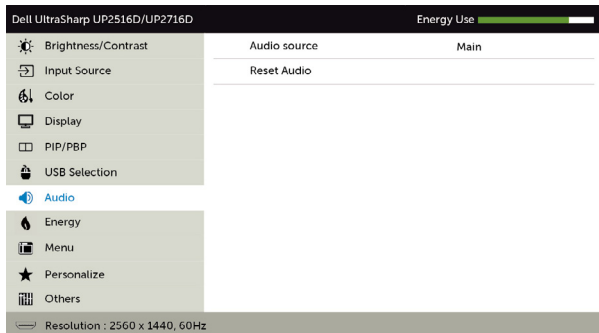 Dell UltraSharp UP2516D/UP2716D Energy Use
Brightness/Contrast
Audio source Main
Input Source
Reset Audio
Color
Display
PIP/PBP
USB Selection
Audio
Energy
Menu
Personalize
Others
Resolution : 2560 x 1440, 60Hz